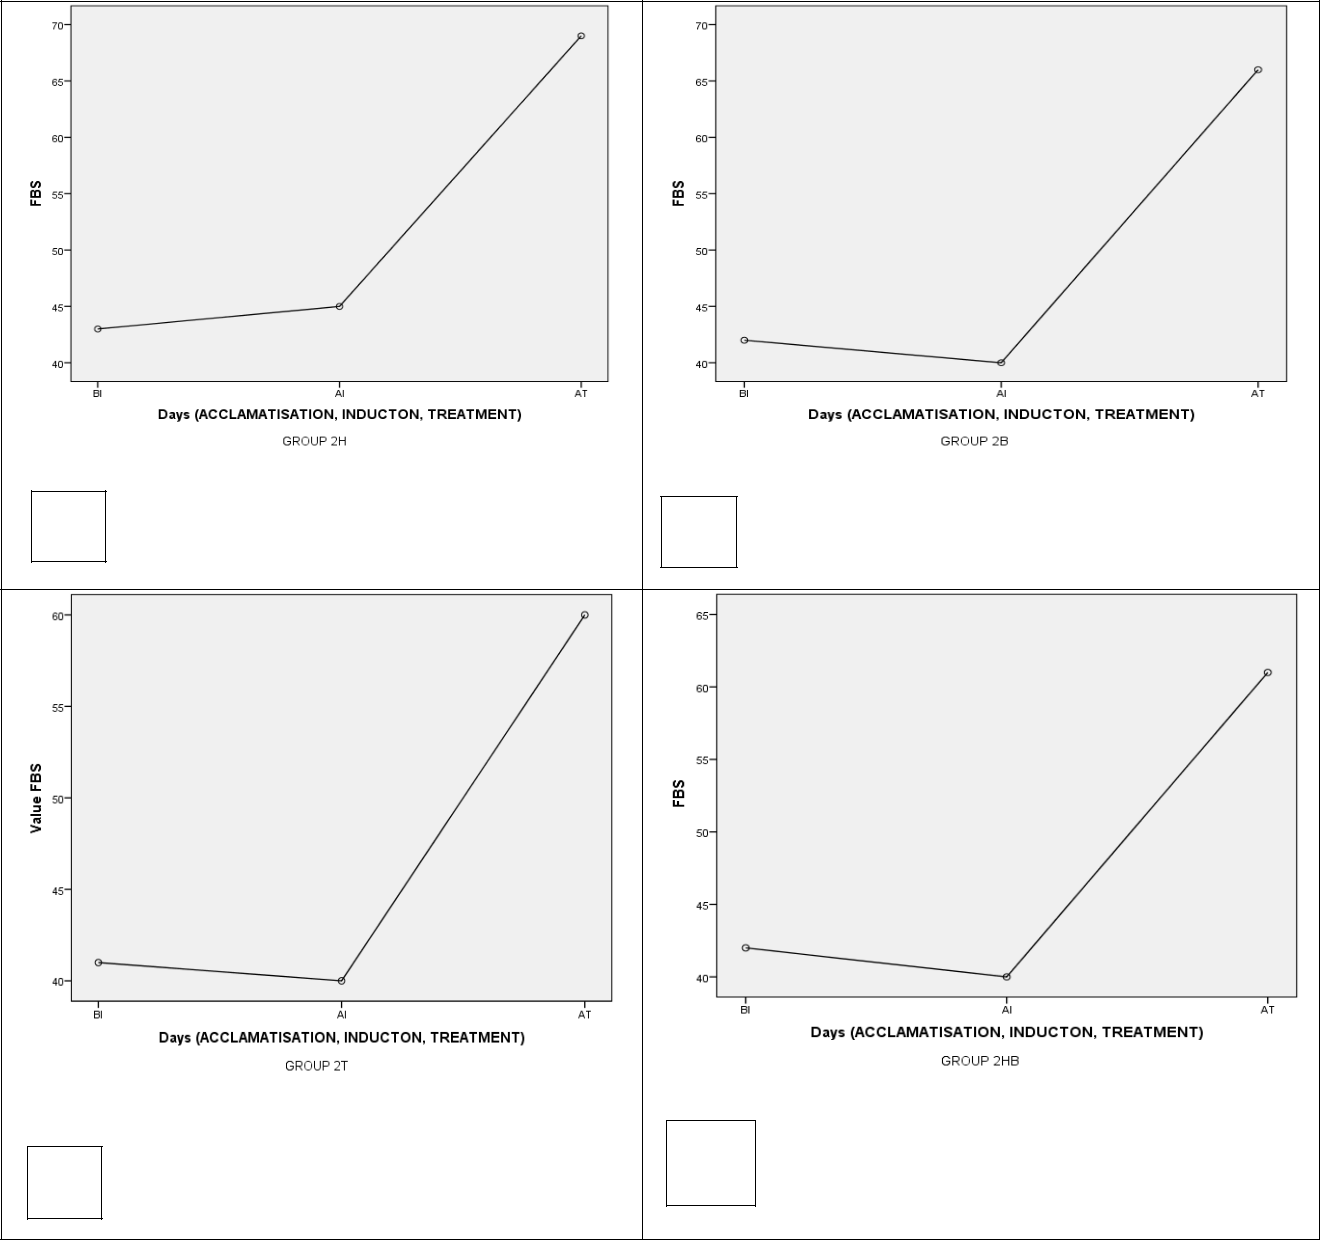 70
65
60
55
50
45
40
FBS
BI AI AT
Days (ACCLAMATISATION, INDUCTON, TREATMENT)
GROUP 2H
70
65
60
55
50
45
40
FBS
BI AI AT
Days (ACCLAMATISATION, INDUCTON, TREATMENT)
GROUP 2B
60
55
50
45
40
Value FBS
BI AI AT
Days (ACCLAMATISATION, INDUCTON, TREATMENT)
GROUP 2T
65
60
55
50
45
40
FBS
BI AI AT
Days (ACCLAMATISATION, INDUCTON, TREATMENT)
GROUP 2HB